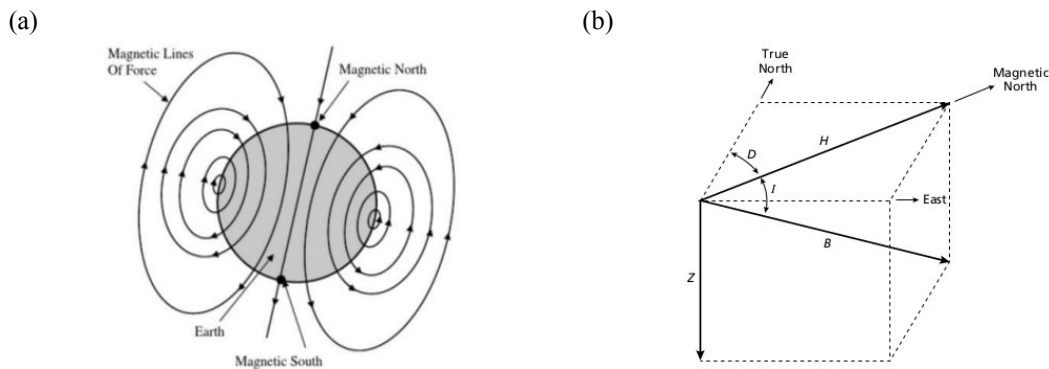 (a)
Magnetic Lines
Of Force
Magnetic North
Earth
Magnetic South
(b)
True
North
Magnetic
North
D
H
I
East
B
Z